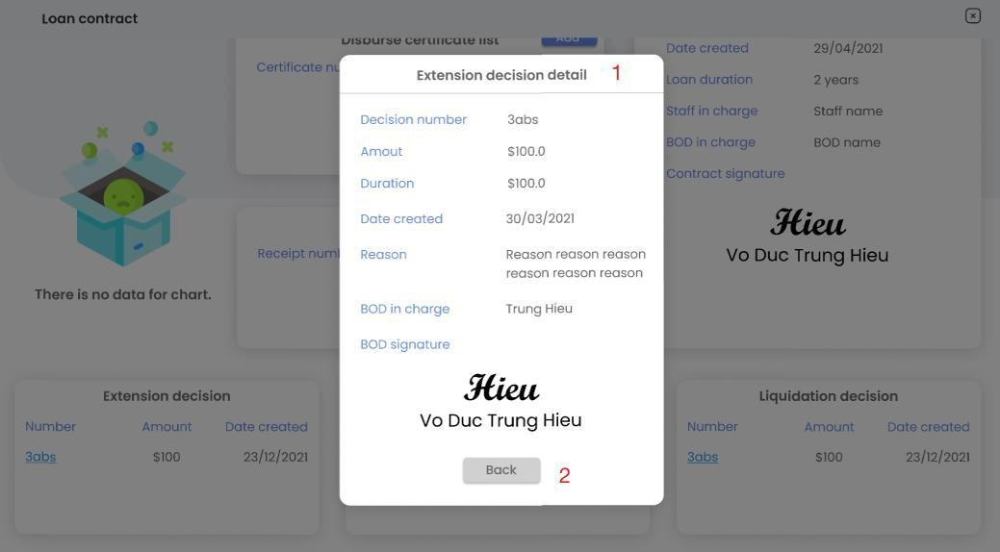 Loan contract
Disburse certificate list
Add
Certificate nu
Date created 29/04/2021
Loan duration 2 years
Staff in charge Staff name
BOD in charge BOD name
Contract signature
Hieu
Vo Duc Trung Hieu
There is no data for chart.
Receipt numb
Extension decision detail 1
Decision number 3abs
Amout $100.0
Duration $100.0
Date created 30/03/2021
Reason Reason reason reason
reason reason reason
BOD in charge Trung Hieu
BOD signature
Hieu
Vo Duc Trung Hieu
Back 2
Extension decision
Number Amount Date created
3abs $100 23/12/2021
Liquidation decision
Number Amount Date created
3abs $100 23/12/2021